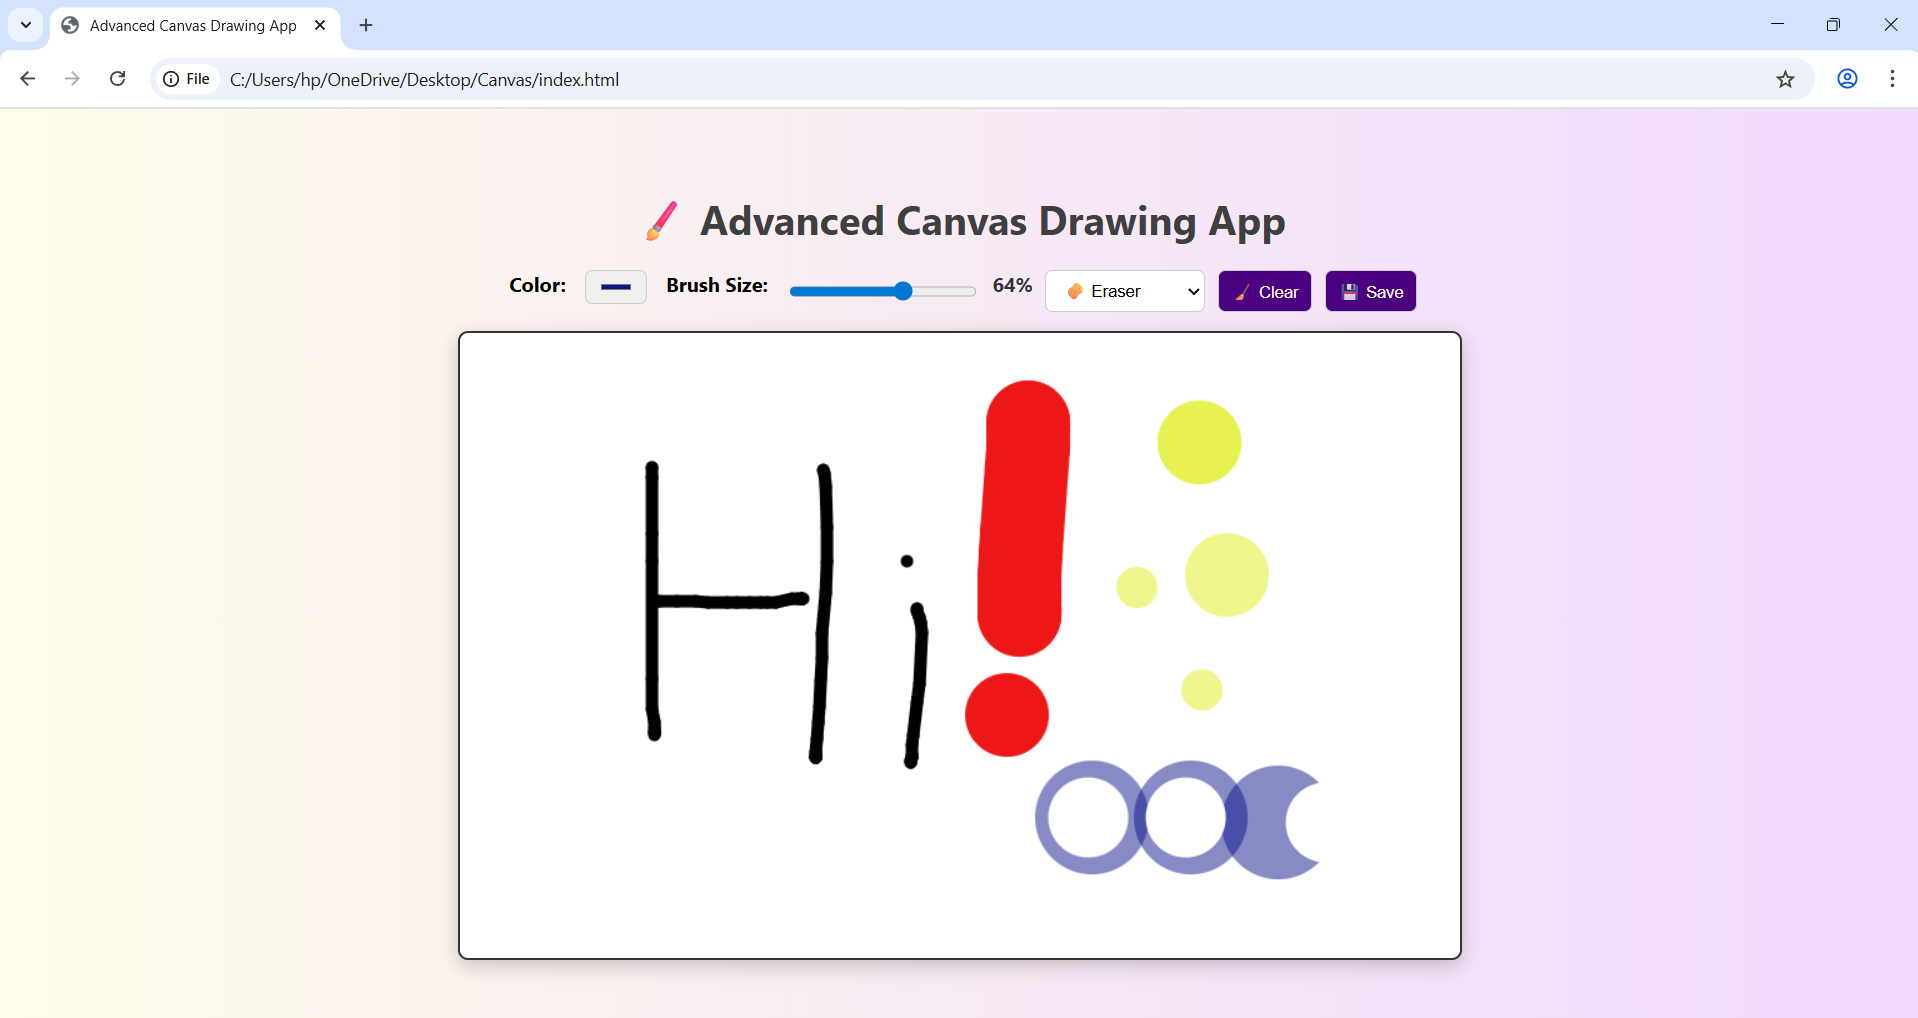 Advanced Canvas Drawing App
File C:/Users/hp/OneDrive/Desktop/Canvas/index.html
Advanced Canvas Drawing App
Color: Brush Size: 64% Eraser Clear Save
Hi!